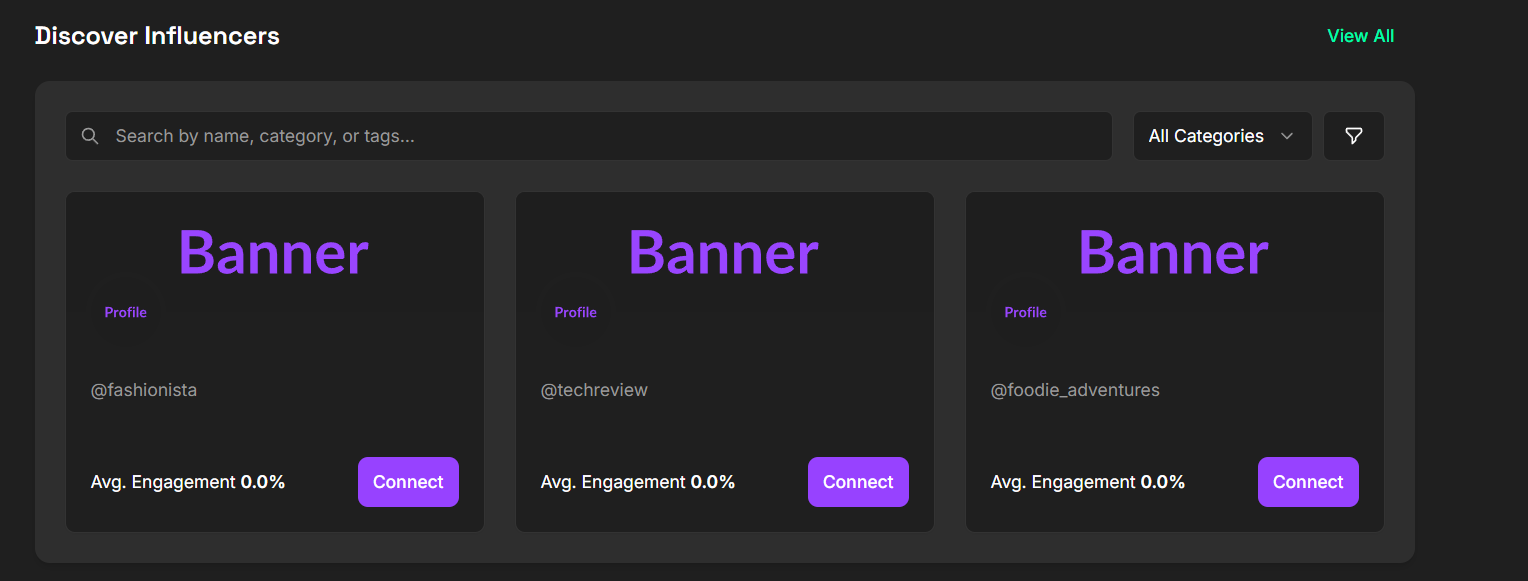 Discover Influencers
View All
Search by name, category, or tags...
All Categories
Banner
Profile
@fashionista
Avg. Engagement 0.0%
Connect
Banner
Profile
@techreview
Avg. Engagement 0.0%
Connect
Banner
Profile
@foodie_adventures
Avg. Engagement 0.0%
Connect